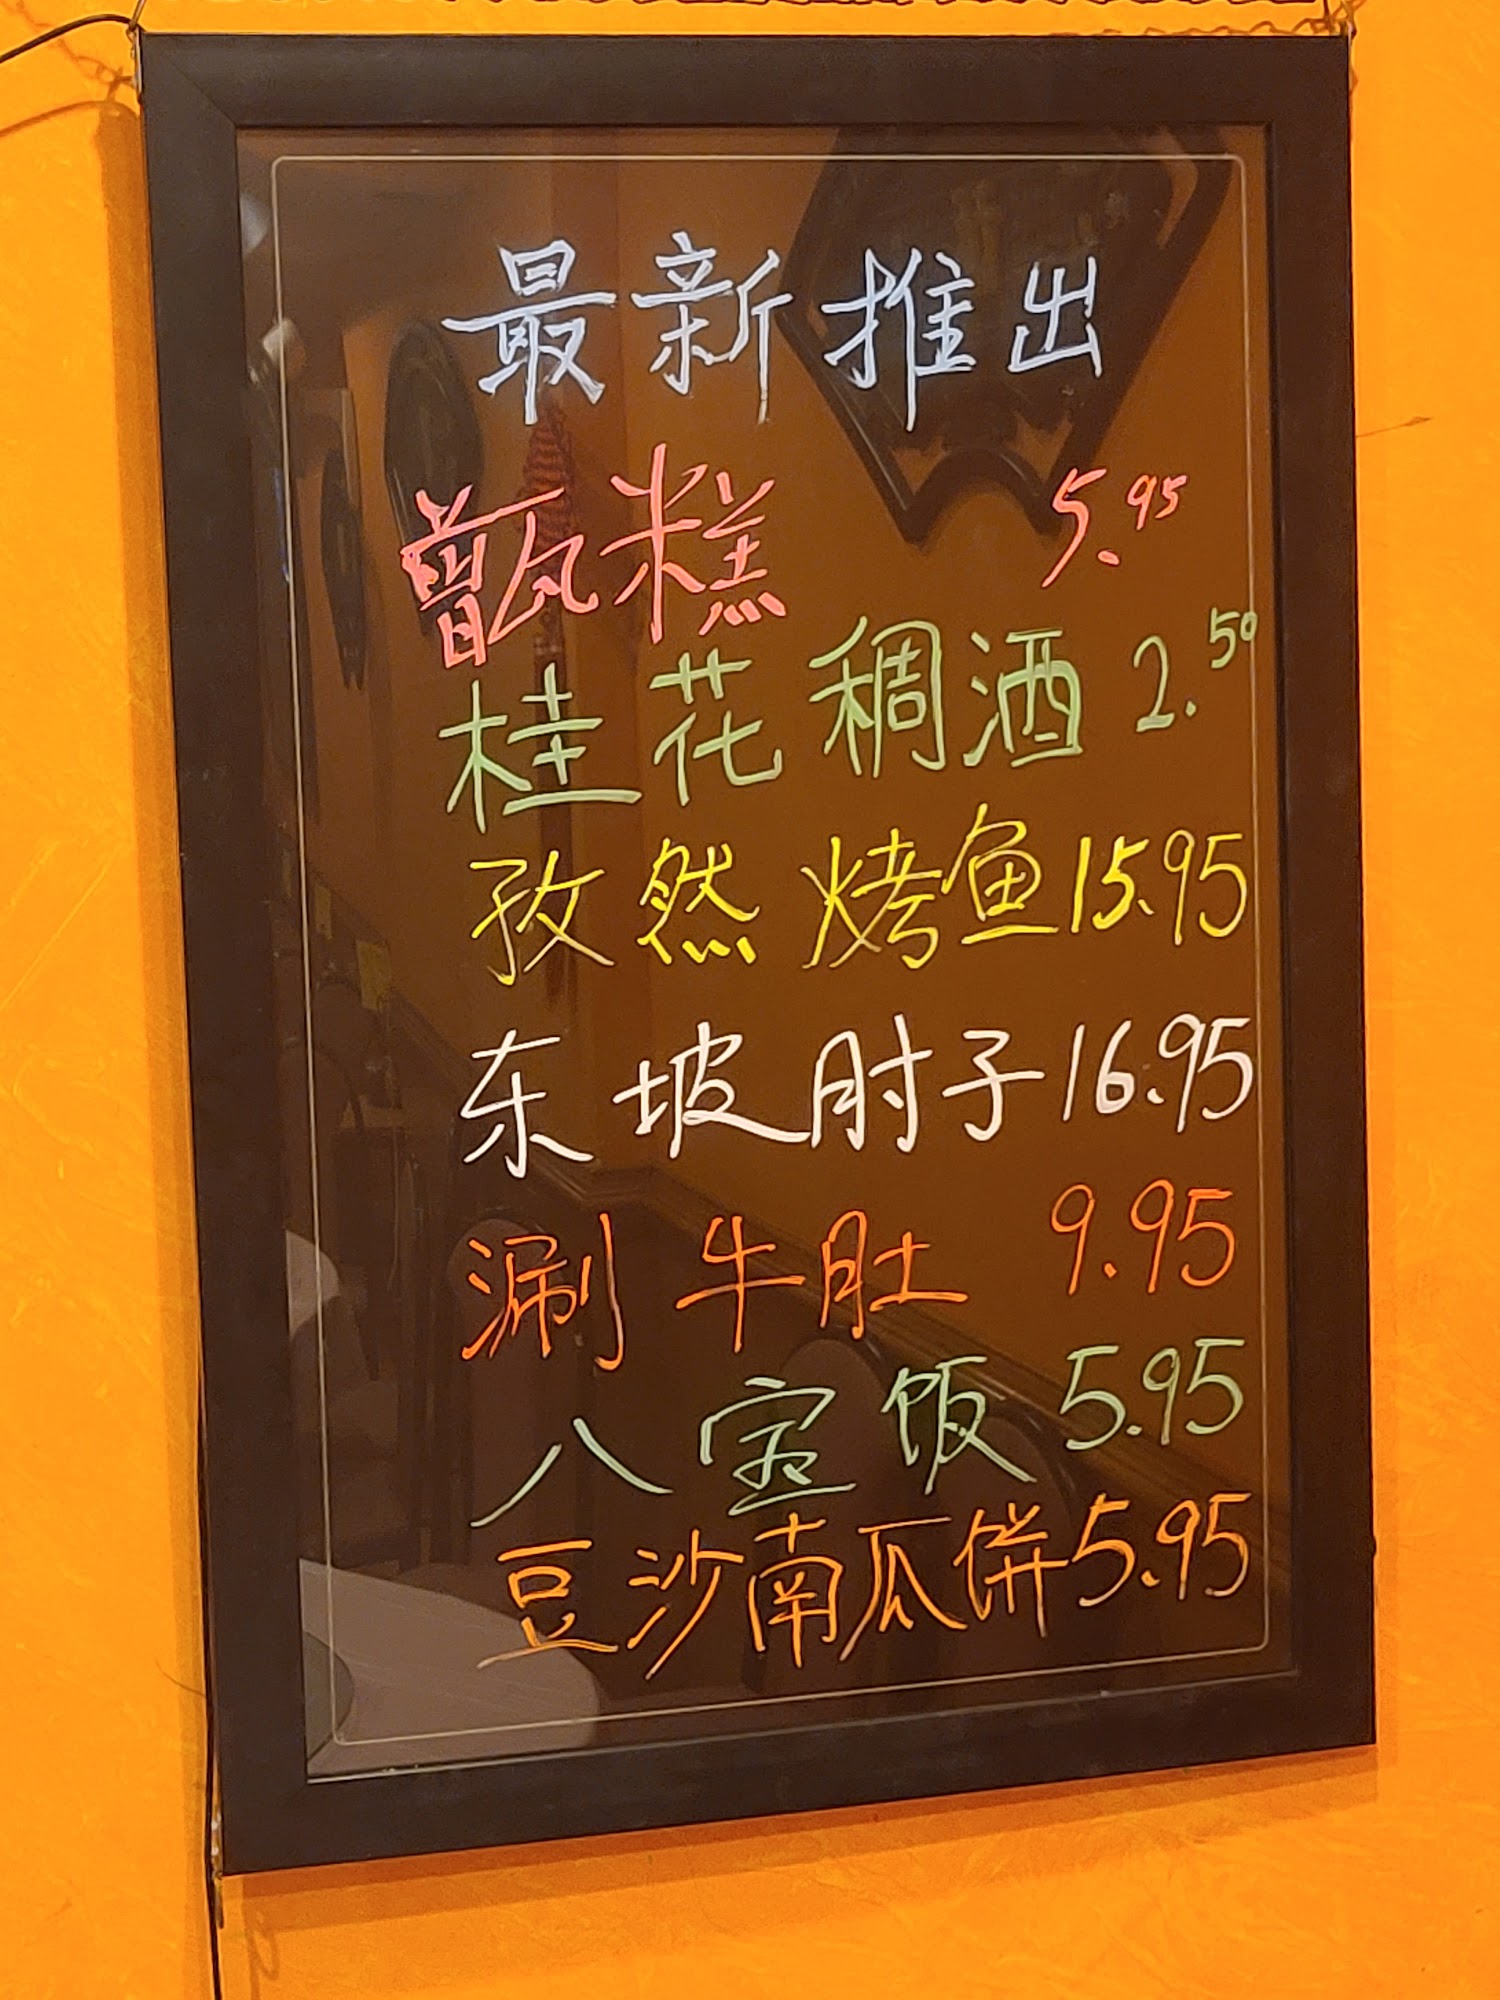 最新推出
甑糕 5.95
桂花稠酒 2.50
孜然烤鱼 15.95
东坡肘子 16.95
涮牛肚 9.95
八宝饭 5.95
豆沙南瓜饼 5.95